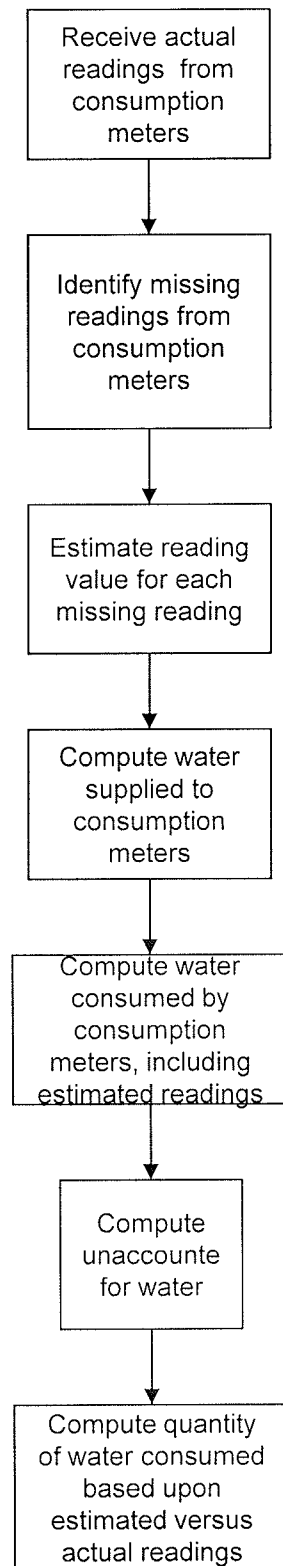 Receive actual
readings from
consumption
meters
Identify missing
readings from
consumption
meters
Estimate reading
value for each
missing reading
Compute water
supplied to
consumption
meters
Compute water
consumed by
consumption
meters, including
estimated readings
Compute
unaccounte
for water
Compute quantity
of water consumed
based upon
estimated versus
actual readings